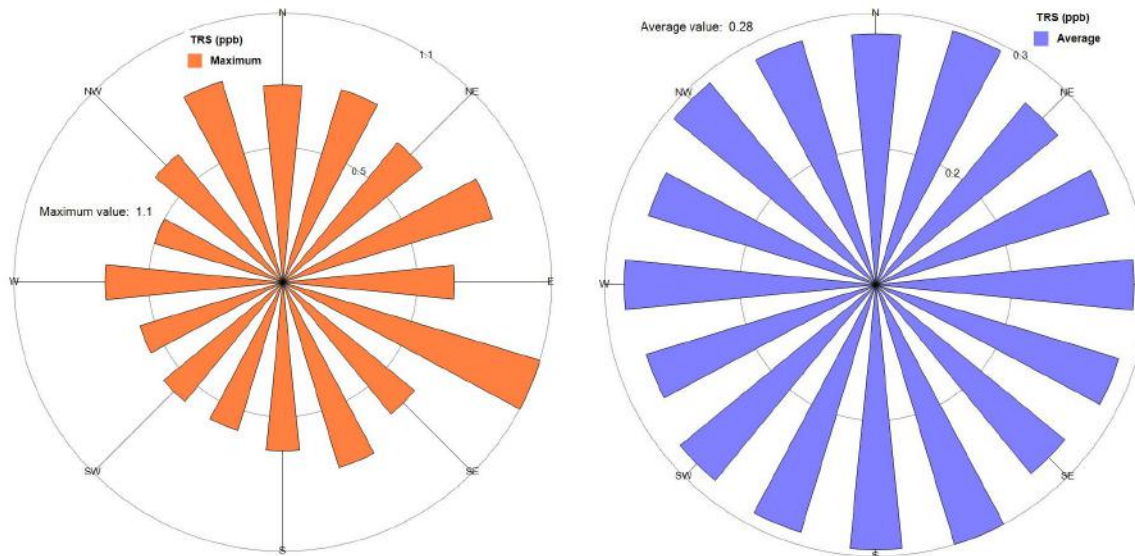 N
TRS (ppb)
Maximum
1.1
NW
NE
0.5
Maximum value: 1.1
W
E
SW
SE
S
Average value: 0.28
N
TRS (ppb)
Average
0.3
NW
NE
0.2
W
SW
SE
S